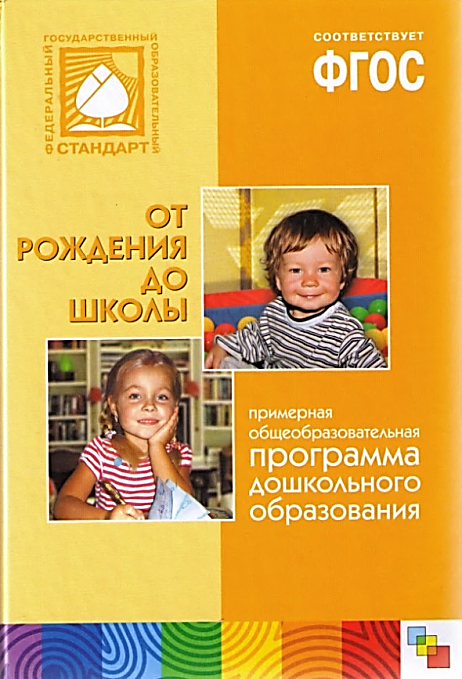 ФЕДЕРАЛЬНЫЙ
ГОСУДАРСТВЕННЫЙ
ОБРАЗОВАТЕЛЬНЫЙ
СТАНДАРТ
СООТВЕТСТВУЕТ
ФГОС
ОТ
РОЖДЕНИЯ
ДО
ШКОЛЫ
примерная
общеобразовательная
программа
дошкольного
образования